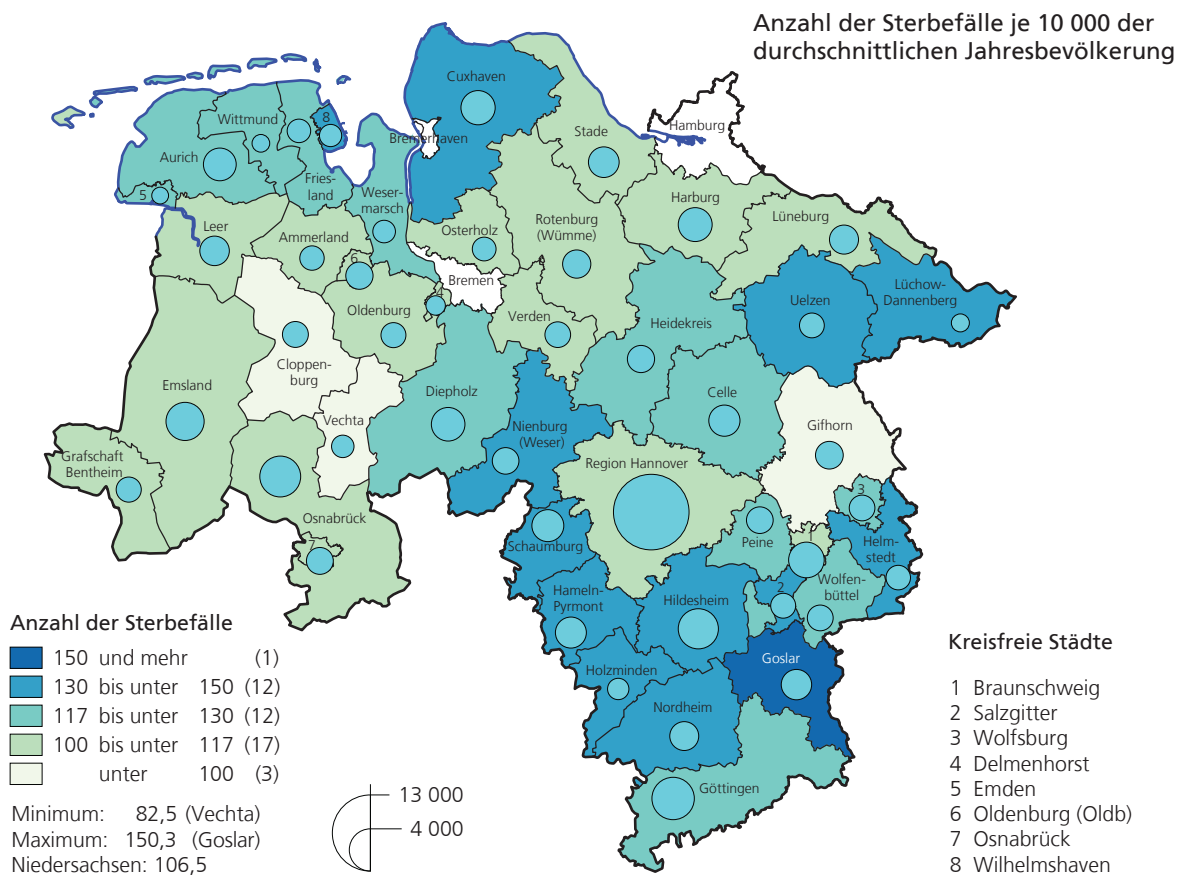 Anzahl der Sterbefälle je 10 000 der
durchschnittlichen Jahresbevölkerung
Cuxhaven
Hamburg
Wittmund
8
Stade
Bremerhaven
Aurich
Fries-
land
5
Weser-
marsch
Harburg
Lüneburg
Leer
Ammerland
Osterholz
Rotenburg
(Wümme)
6
Bremen
Lüchow-
Dannenberg
4
Uelzen
Oldenburg
Verden
Heidekreis
Cloppen-
burg
Emsland
Diepholz
Celle
Vechta
Nienburg
(Weser)
Gifhorn
Grafschaft
Bentheim
Region Hannover
3
Osnabrück
7
Schaumburg
Peine
1
Helm-
stedt
Hameln-
Pyrmont
Hildesheim
2
Wolfen-
büttel
Holzminden
Goslar
Nordheim
Göttingen
Anzahl der Sterbefälle
150 und mehr (1)
130 bis unter 150 (12)
117 bis unter 130 (12)
100 bis unter 117 (17)
unter 100 (3)
Minimum: 82,5 (Vechta)
Maximum: 150,3 (Goslar)
Niedersachsen: 106,5
13 000
4 000
Kreisfreie Städte
1 Braunschweig
2 Salzgitter
3 Wolfsburg
4 Delmenhorst
5 Emden
6 Oldenburg (Oldb)
7 Osnabrück
8 Wilhelmshaven